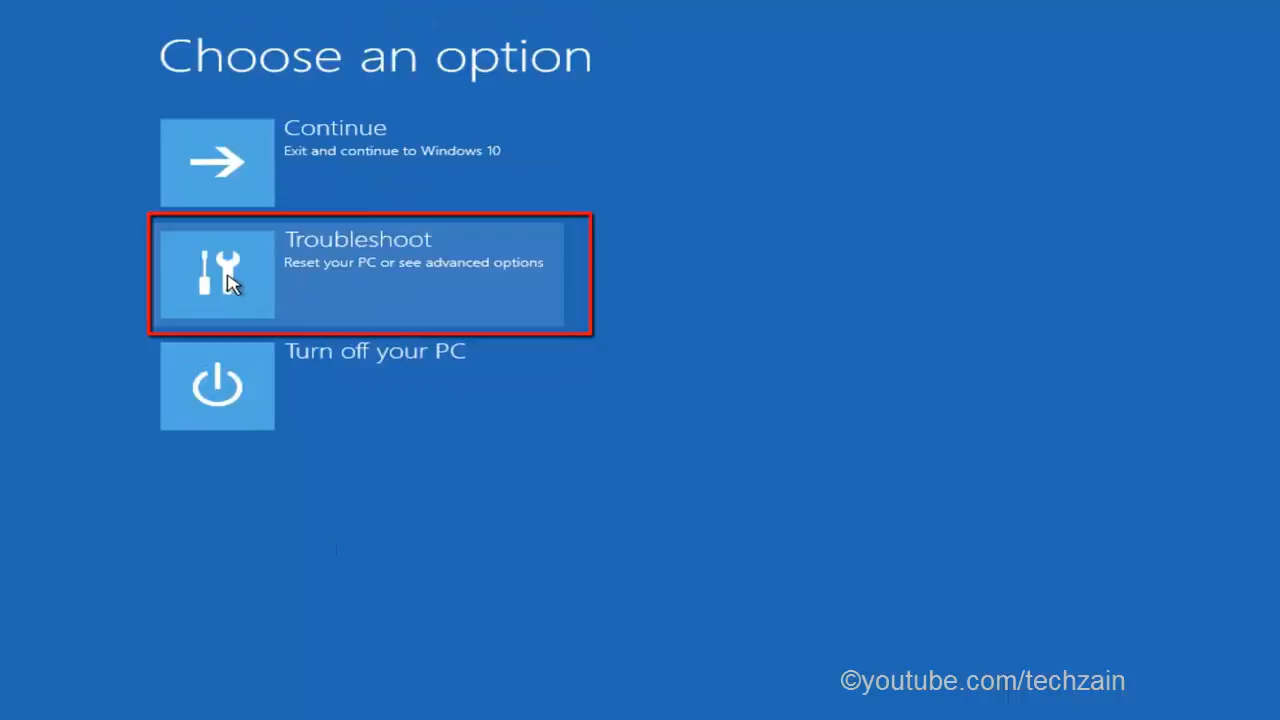 Choose an option
Continue
Exit and continue to Windows 10
Troubleshoot
Reset your PC or see advanced options
Turn off your PC
©youtube.com/techzain